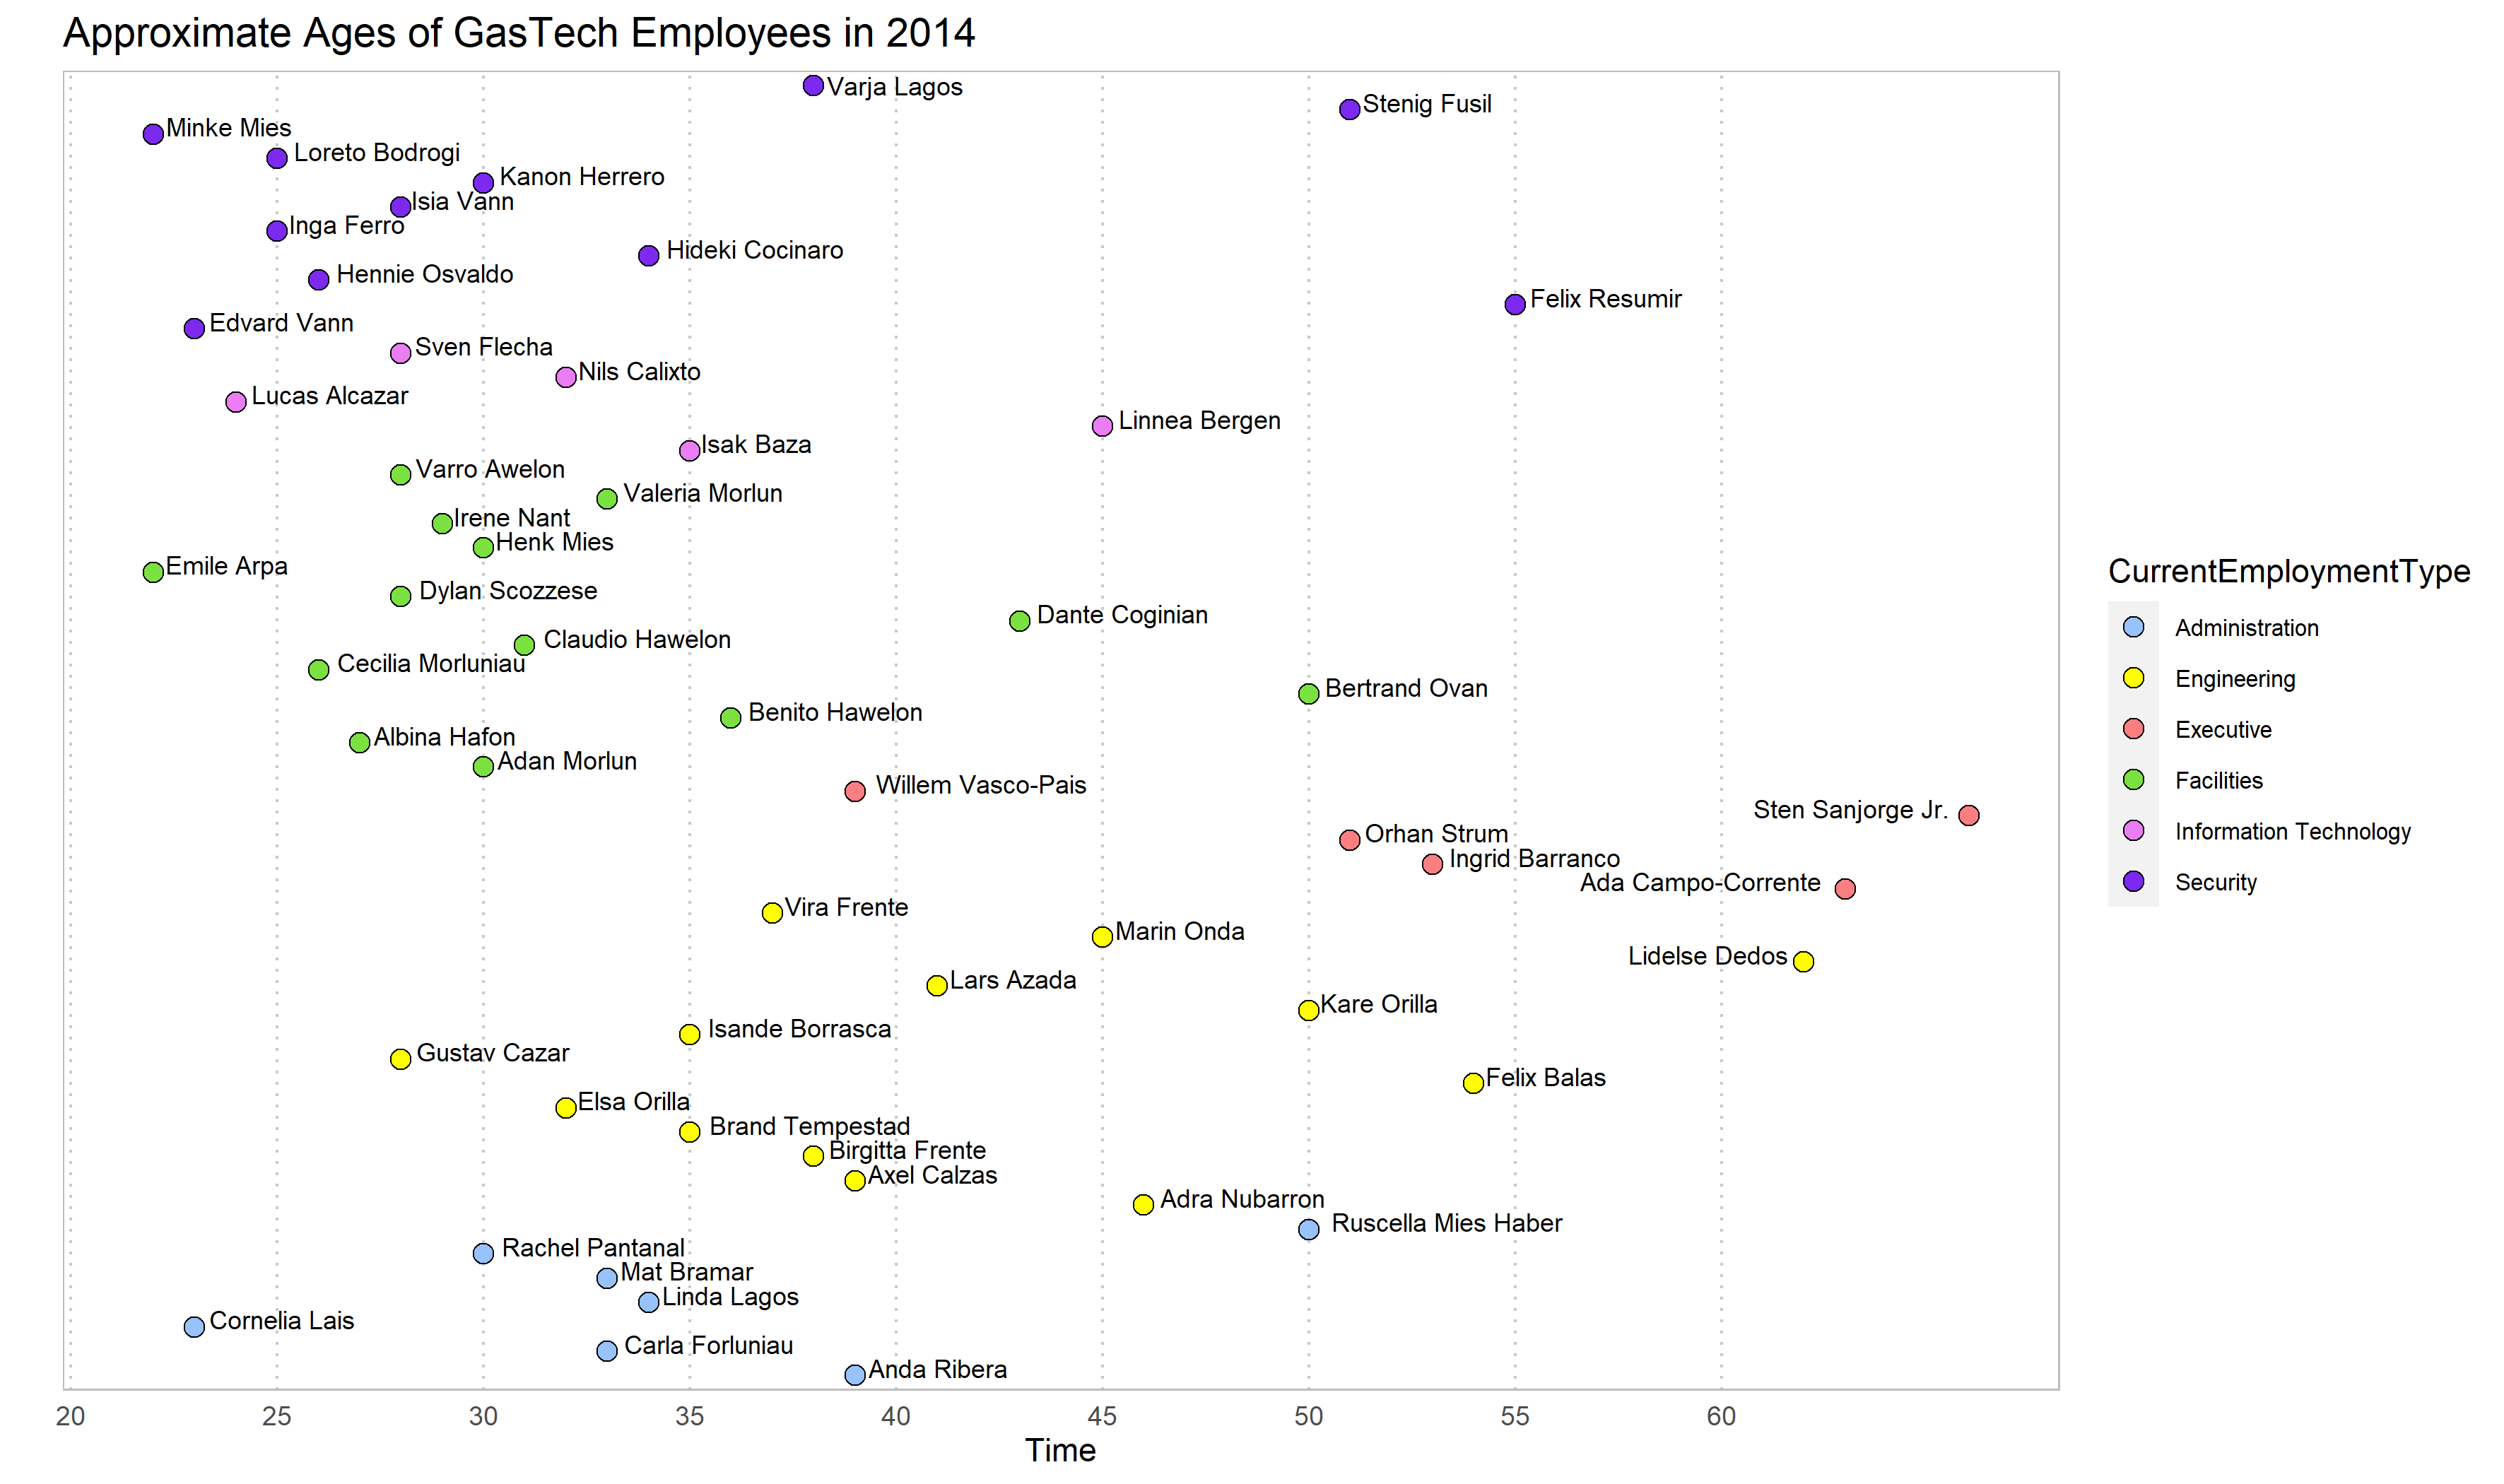 Approximate Ages of GasTech Employees in 2014
Varja Lagos
Stenig Fusil
Minke Mies
Loreto Bodrogi
Kanon Herrero
Isia Vann
Inga Ferro
Hideki Cocinaro
Hennie Osvaldo
Felix Resumir
Edvard Vann
Sven Flecha
Nils Calixto
Lucas Alcazar
Linnea Bergen
Isak Baza
Varro Awelon
Valeria Morlun
Irene Nant
Henk Mies
Emile Arpa
Dylan Scozzese
Dante Coginian
Claudio Hawelon
Cecilia Morluniau
Bertrand Ovan
Benito Hawelon
Albina Hafon
Adan Morlun
Willem Vasco-Pais
Sten Sanjorge Jr.
Orhan Strum
Ingrid Barranco
Ada Campo-Corrente
Vira Frente
Marin Onda
Lidelse Dedos
Lars Azada
Kare Orilla
Isande Borrasca
Gustav Cazar
Felix Balas
Elsa Orilla
Brand Tempestad
Birgitta Frente
Axel Calzas
Adra Nubarron
Ruscella Mies Haber
Rachel Pantanal
Mat Bramar
Linda Lagos
Cornelia Lais
Carla Forluniau
Anda Ribera
20 25 30 35 40 45 50 55 60
Time
CurrentEmploymentType
Administration
Engineering
Executive
Facilities
Information Technology
Security